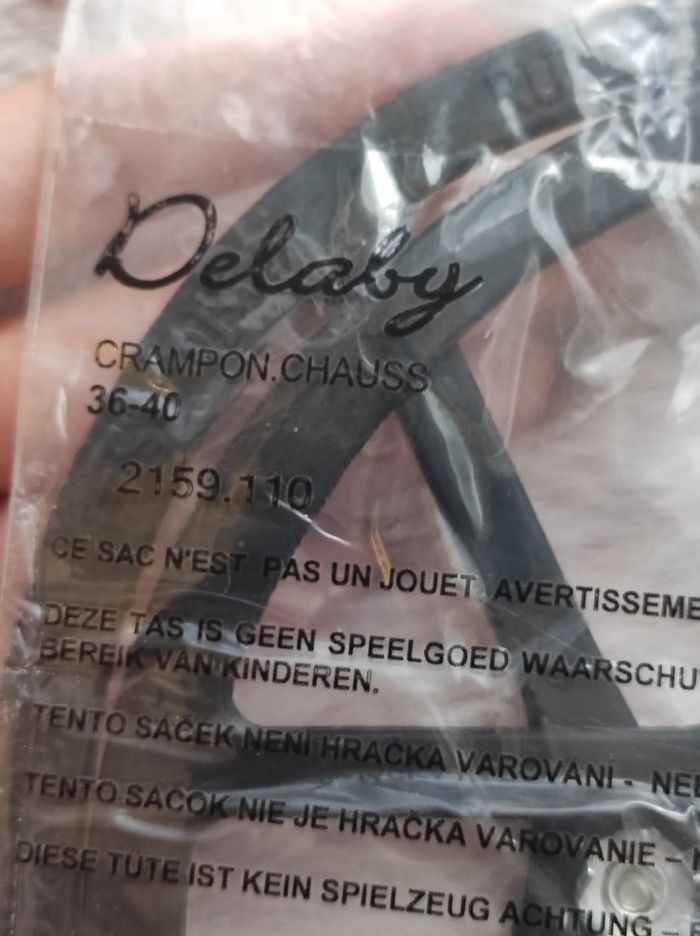 Delaby
CRAMPON.CHAUSS
36-40
2159.110
CE SAC N'EST PAS UN JOUET AVERTISSEME
DEZE TAS IS GEEN SPEELGOED WAARSCHU
BEREIK VAN KINDEREN.
TENTO SAČEK NENÍ HRAČKA VAROVÁNÍ - NE
TENTO SAČOK NIE JE HRAČKA VAROVANIE –
DIESE TÜTE IST KEIN SPIELZEUG ACHTUNG –